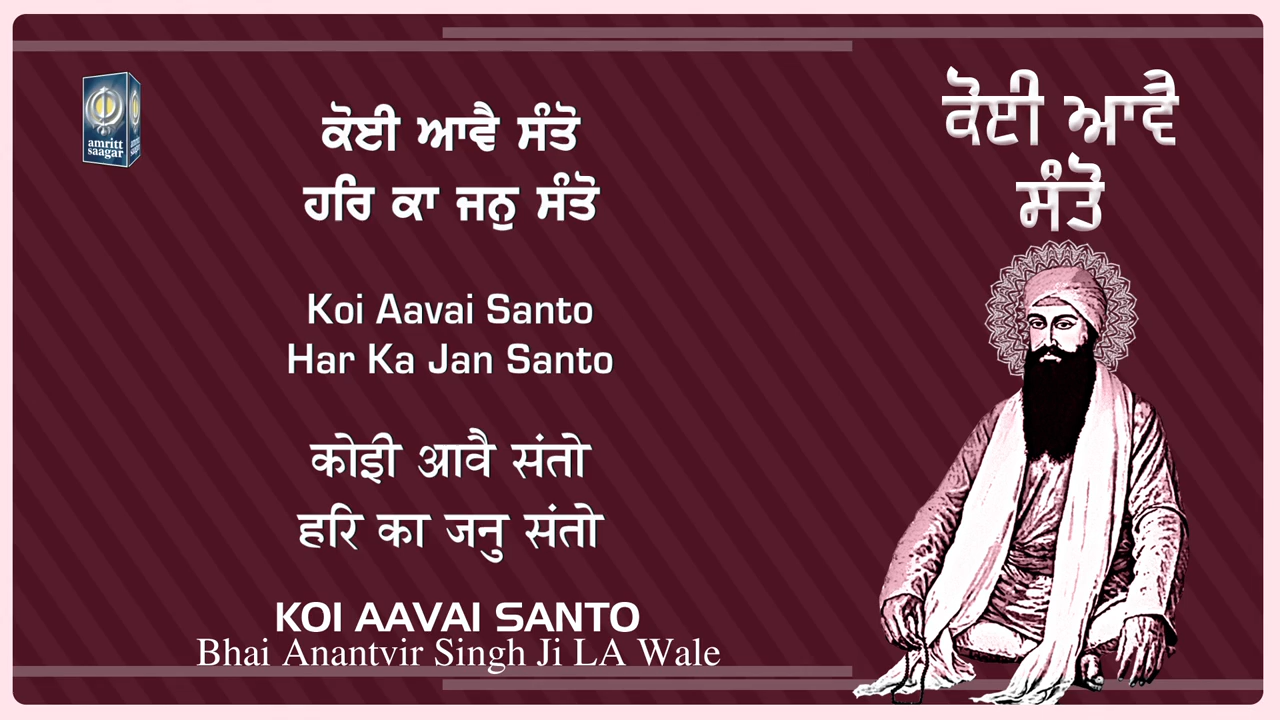 amritt
saagar
ਕੋਈ ਆਵੈ ਸੰਤੋ
ਹਰਿ ਕਾ ਜਨੁ ਸੰਤੋ
Koi Aavai Santo
Har Ka Jan Santo
कोई आवै संतो
हरि का जनु संतो
KOI AAVAI SANTO
Bhai Anantvir Singh Ji LA Wale
ਕੋਈ ਆਵੈ
ਸੰਤੋ